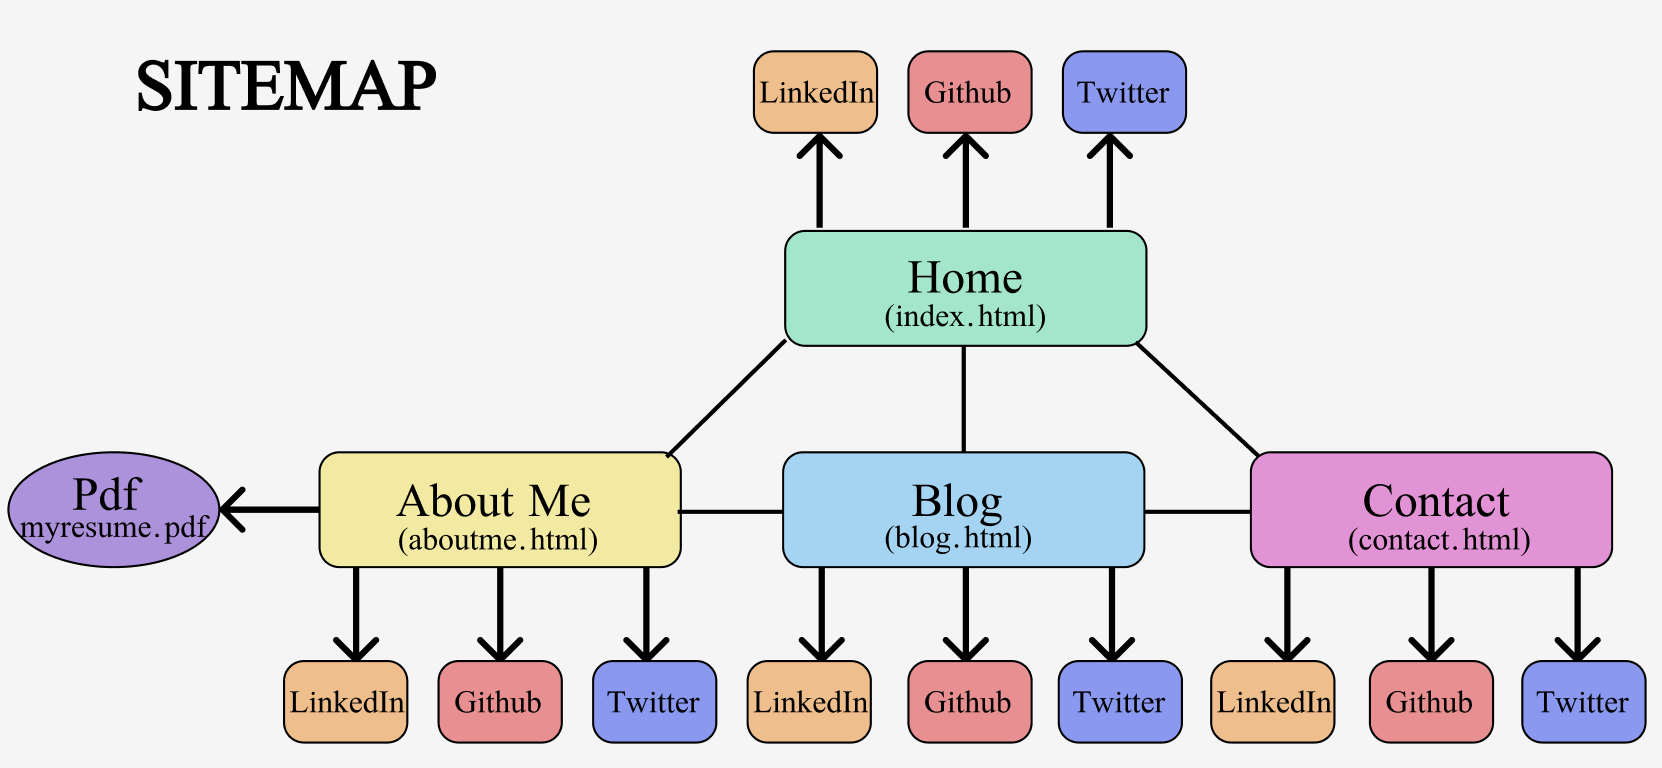 SITEMAP
LinkedIn
Github
Twitter
Home
(index.html)
Pdf
myresume.pdf
About Me
(aboutme.html)
Blog
(blog.html)
Contact
(contact.html)
LinkedIn
Github
Twitter
LinkedIn
Github
Twitter
LinkedIn
Github
Twitter